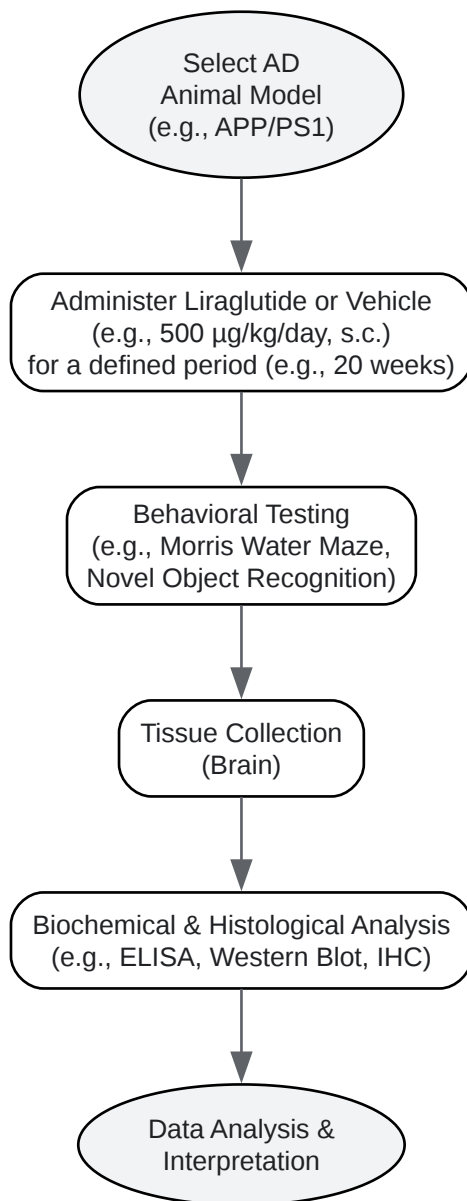 Select AD
Animal Model
(e.g., APP/PS1)
Administer Liraglutide or Vehicle
(e.g., 500 µg/kg/day, s.c.)
for a defined period (e.g., 20 weeks)
Behavioral Testing
(e.g., Morris Water Maze,
Novel Object Recognition)
Tissue Collection
(Brain)
Biochemical & Histological Analysis
(e.g., ELISA, Western Blot, IHC)
Data Analysis &
Interpretation